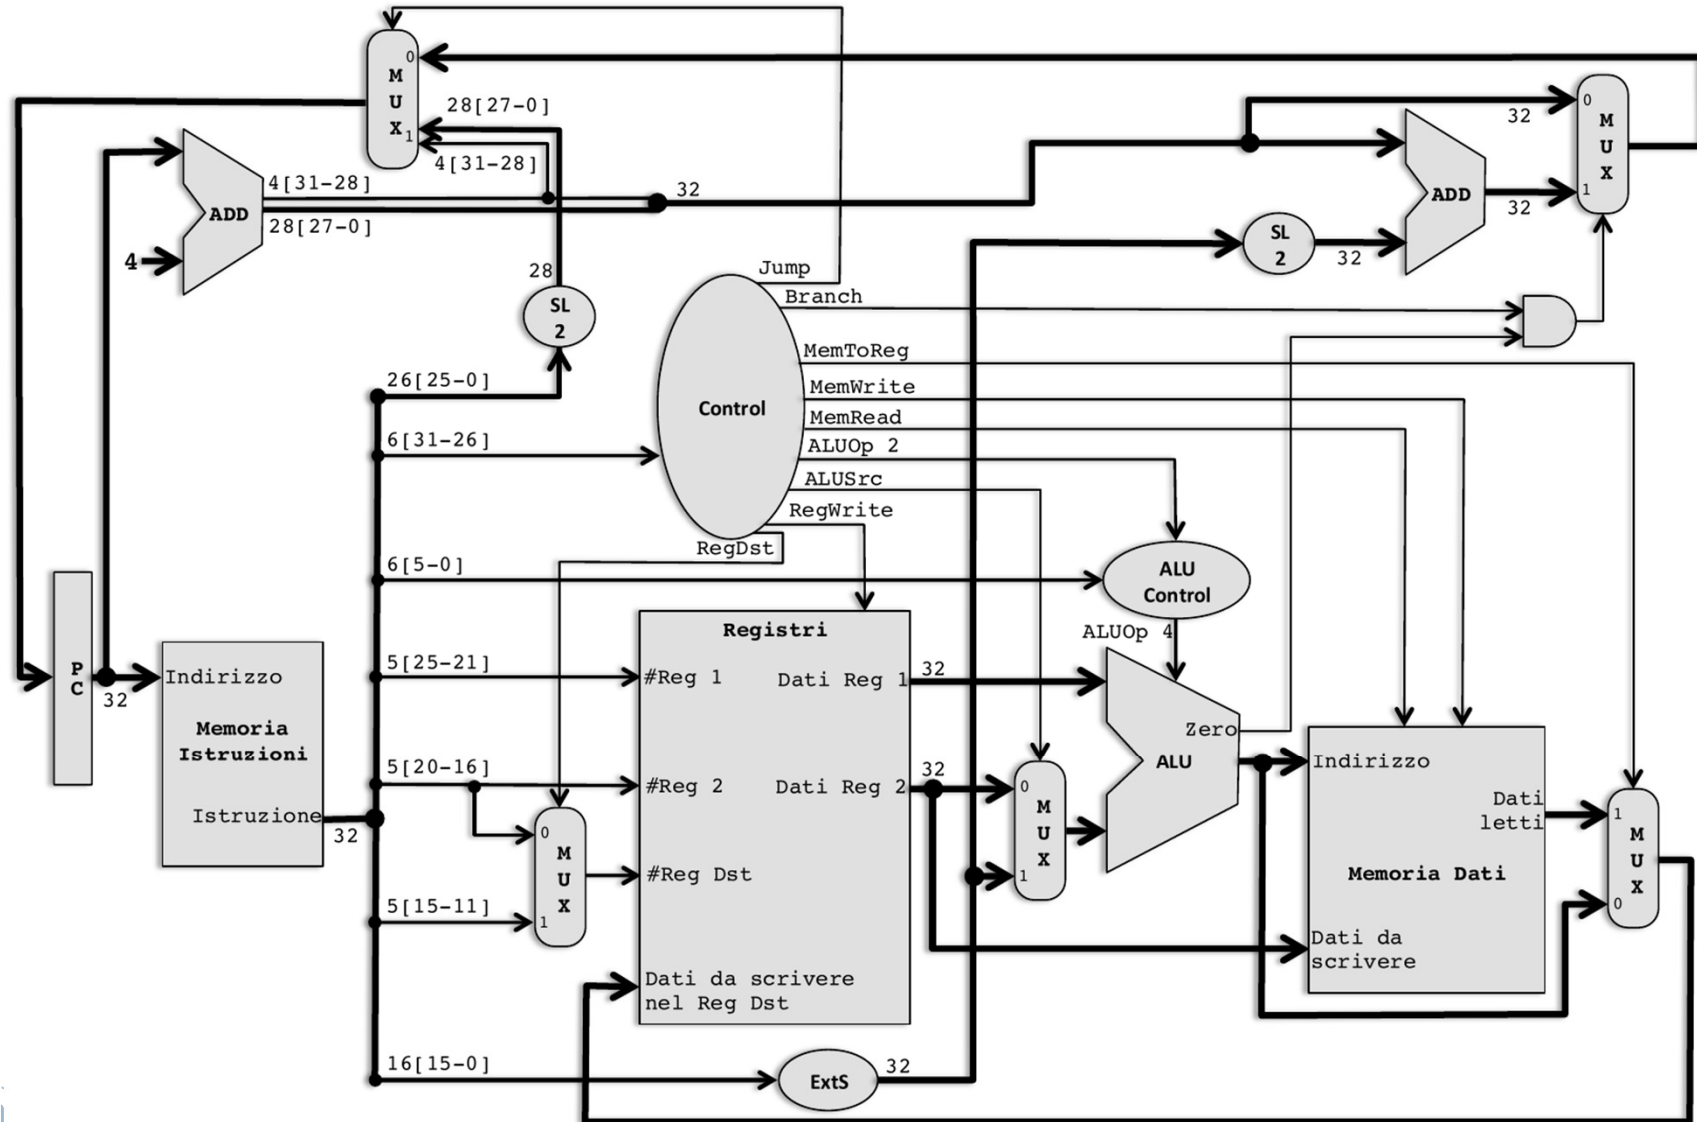 M
U
X
0
1
28[27-0]
4[31-28]
4[31-28]
28[27-0]
ADD
4
32
28
SL
2
0
M
U
X
1
32
32
ADD
SL
2
32
Jump
Branch
MemToReg
MemWrite
MemRead
ALUOp 2
ALUSrc
RegWrite
RegDst
Control
26[25-0]
6[31-26]
6[5-0]
ALU
Control
ALUOp 4
P
C
32
Indirizzo
Memoria
Istruzioni
Istruzione
32
5[25-21]
5[20-16]
5[15-11]
16[15-0]
0
M
U
X
1
Registri
#Reg 1
Dati Reg 1
32
#Reg 2
Dati Reg 2
32
#Reg Dst
Dati da scrivere
nel Reg Dst
ExtS
32
0
M
U
X
1
Zero
ALU
Indirizzo
Dati
letti
Memoria Dati
Dati da
scrivere
1
M
U
X
0